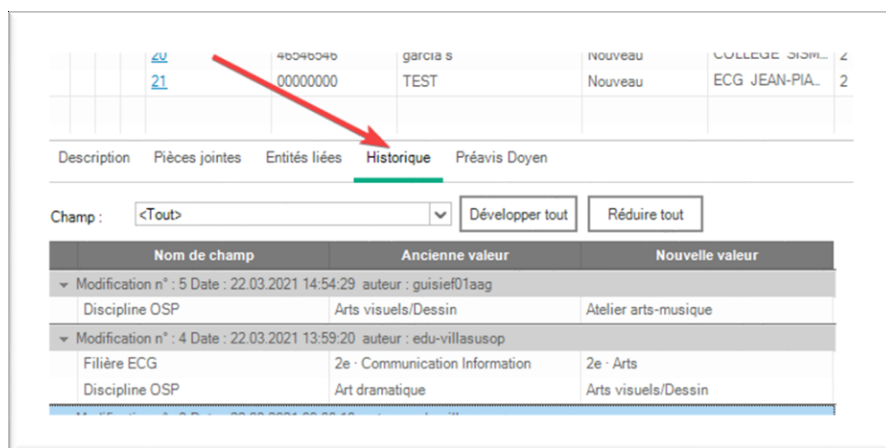 20 46546546 garcia s Nouveau COLLEGE SISM... 2
21 00000000 TEST Nouveau ECG JEAN-PIA... 2
Description Pièces jointes Entités liées Historique Préavis Doyen
Champ : <Tout> Développer tout Réduire tout
Nom de champ Ancienne valeur Nouvelle valeur
Modification n° : 5 Date : 22.03.2021 14:54:29 auteur : guisief01aag
Discipline OSP Arts visuels/Dessin Atelier arts-musique
Modification n° : 4 Date : 22.03.2021 13:59:20 auteur : edu-villasusop
Filière ECG 2e · Communication Information 2e · Arts
Discipline OSP Art dramatique Arts visuels/Dessin